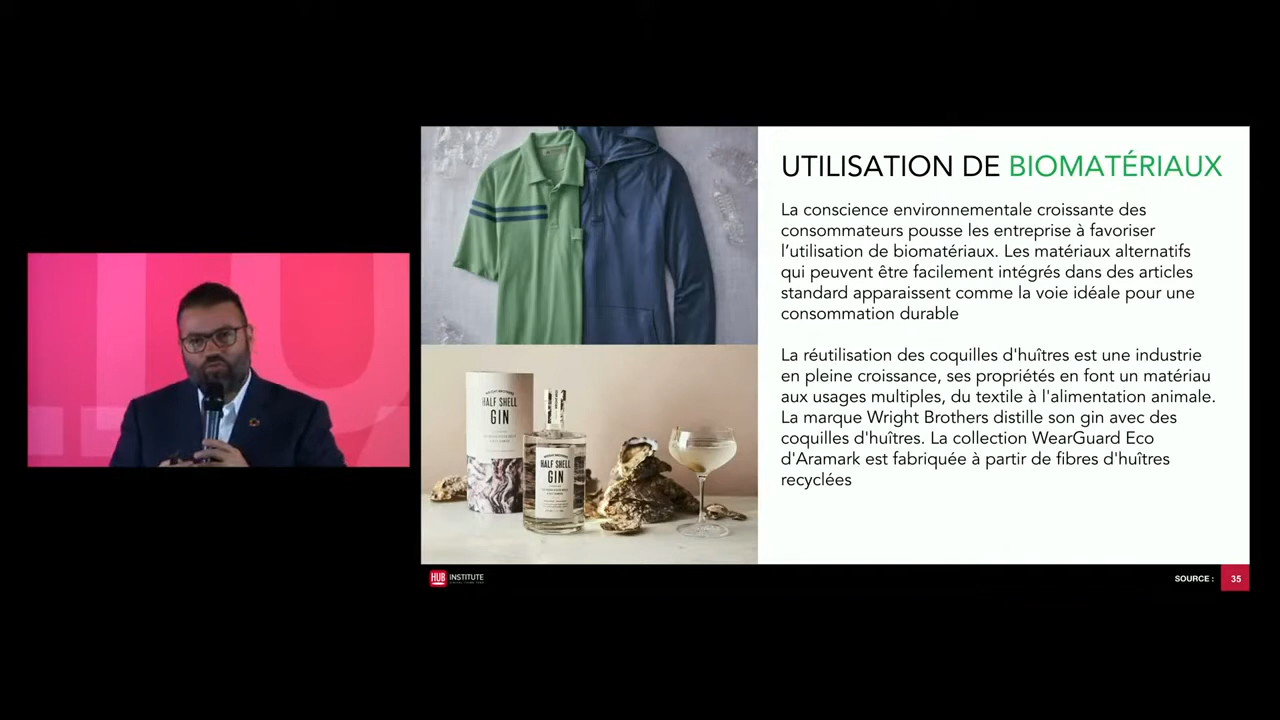 UTILISATION DE BIOMATÉRIAUX
La conscience environnementale croissante des
consommateurs pousse les entreprise à favoriser
l'utilisation de biomatériaux. Les matériaux alternatifs
qui peuvent être facilement intégrés dans des articles
standard apparaissent comme la voie idéale pour une
consommation durable
La réutilisation des coquilles d'huîtres est une industrie
en pleine croissance, ses propriétés en font un matériau
aux usages multiples, du textile à l'alimentation animale.
La marque Wright Brothers distille son gin avec des
coquilles d'huîtres. La collection WearGuard Eco
d'Aramark est fabriquée à partir de fibres d'huîtres
recyclées
HALF SHELL
GIN
HALF SHELL
GIN
HUB INSTITUTE
SOURCE :
35